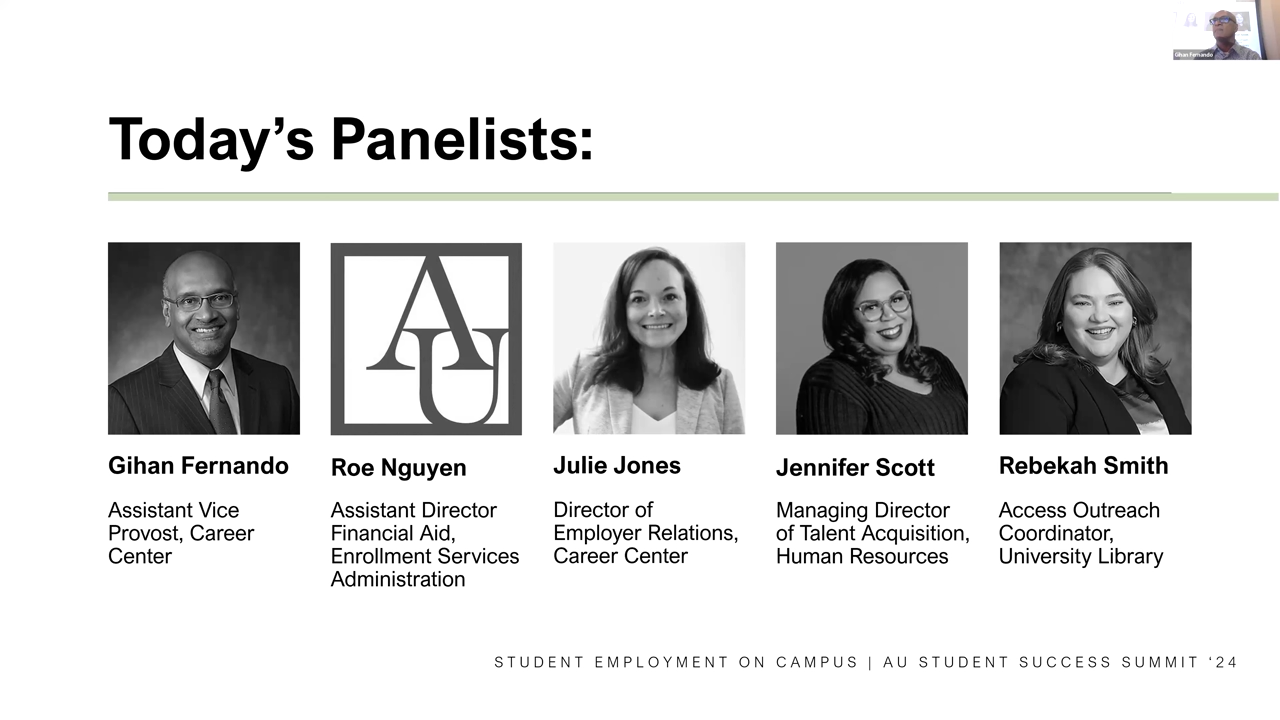 Gihan Fernando
Today’s Panelists:
AU
Gihan Fernando
Assistant Vice
Provost, Career
Center
Roe Nguyen
Assistant Director
Financial Aid,
Enrollment Services
Administration
Julie Jones
Director of
Employer Relations,
Career Center
Jennifer Scott
Managing Director
of Talent Acquisition,
Human Resources
Rebekah Smith
Access Outreach
Coordinator,
University Library
STUDENT EMPLOYMENT ON CAMPUS | AU STUDENT SUCCESS SUMMIT ‘24